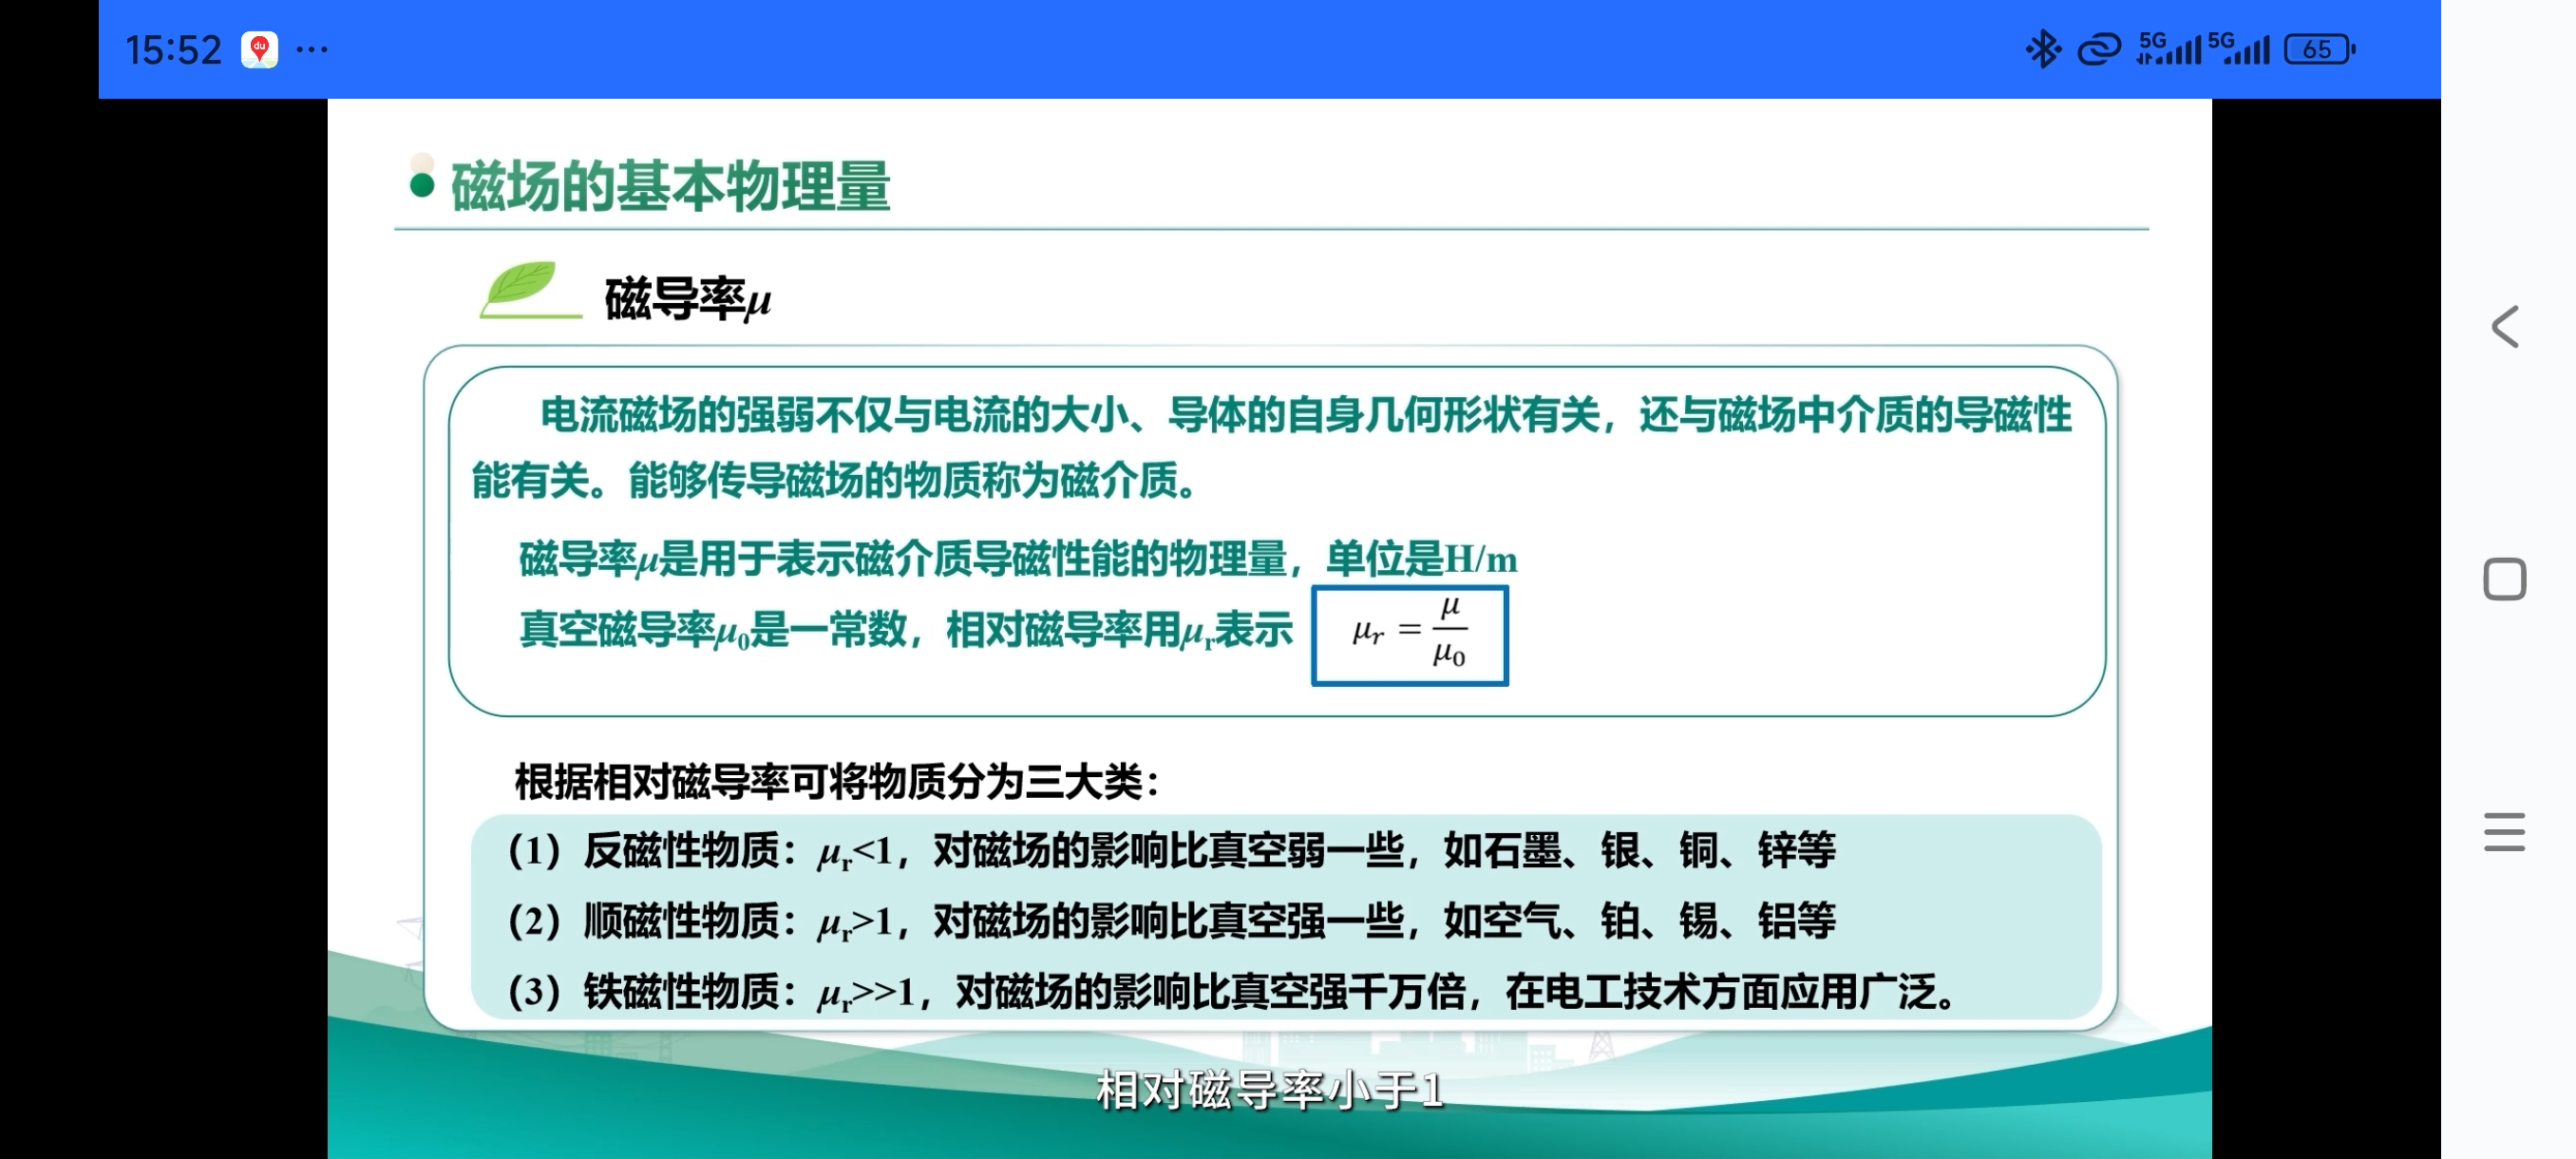 15:52 du ···
5G 5G 65
磁场的基本物理量
磁导率μ
电流磁场的强弱不仅与电流的大小、导体的自身几何形状有关，还与磁场中介质的导磁性
能有关。能够传导磁场的物质称为磁介质。
磁导率μ是用于表示磁介质导磁性能的物理量，单位是H/m
真空磁导率μ₀是一常数，相对磁导率用μᵣ表示 μᵣ = μ/μ₀
根据相对磁导率可将物质分为三大类：
（1）反磁性物质：μᵣ<1，对磁场的影响比真空弱一些，如石墨、银、铜、锌等
（2）顺磁性物质：μᵣ>1，对磁场的影响比真空强一些，如空气、铂、锡、铝等
（3）铁磁性物质：μᵣ>>1，对磁场的影响比真空强千万倍，在电工技术方面应用广泛。
相对磁导率小于1